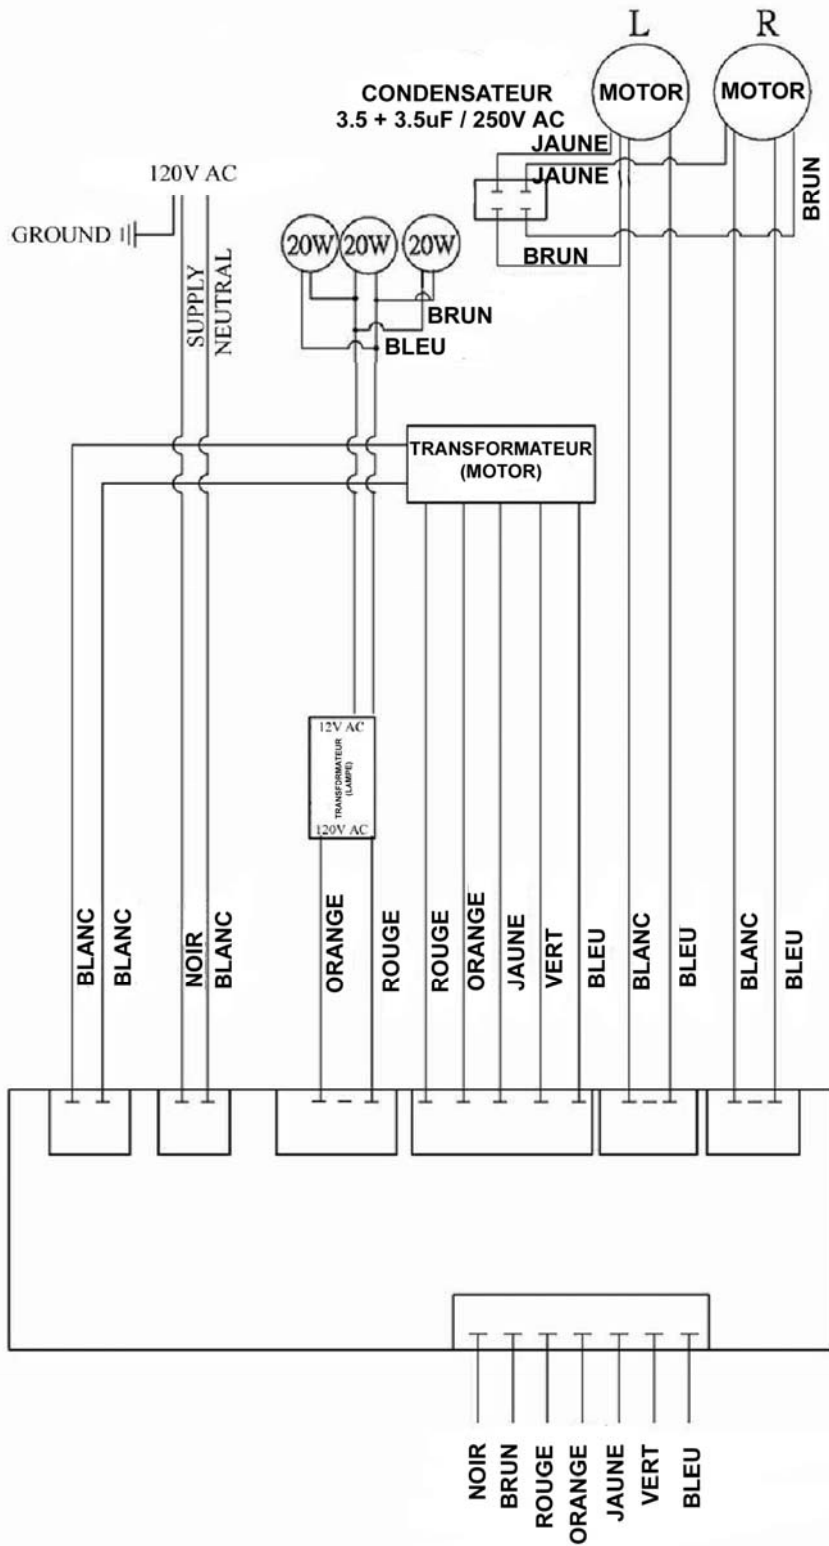 L
R
MOTOR
MOTOR
CONDENSATEUR
3.5 + 3.5uF / 250V AC
JAUNE
JAUNE
BRUN
BRUN
120V AC
GROUND
SUPPLY
NEUTRAL
20W
20W
20W
BRUN
BLEU
TRANSFORMATEUR
(MOTOR)
12V AC
TRANSFORMATEUR
(LAMPE)
120V AC
BLANC
BLANC
NOIR
BLANC
ORANGE
ROUGE
ROUGE
ORANGE
JAUNE
VERT
BLEU
BLANC
BLEU
BLANC
BLEU
NOIR
BRUN
ROUGE
ORANGE
JAUNE
VERT
BLEU